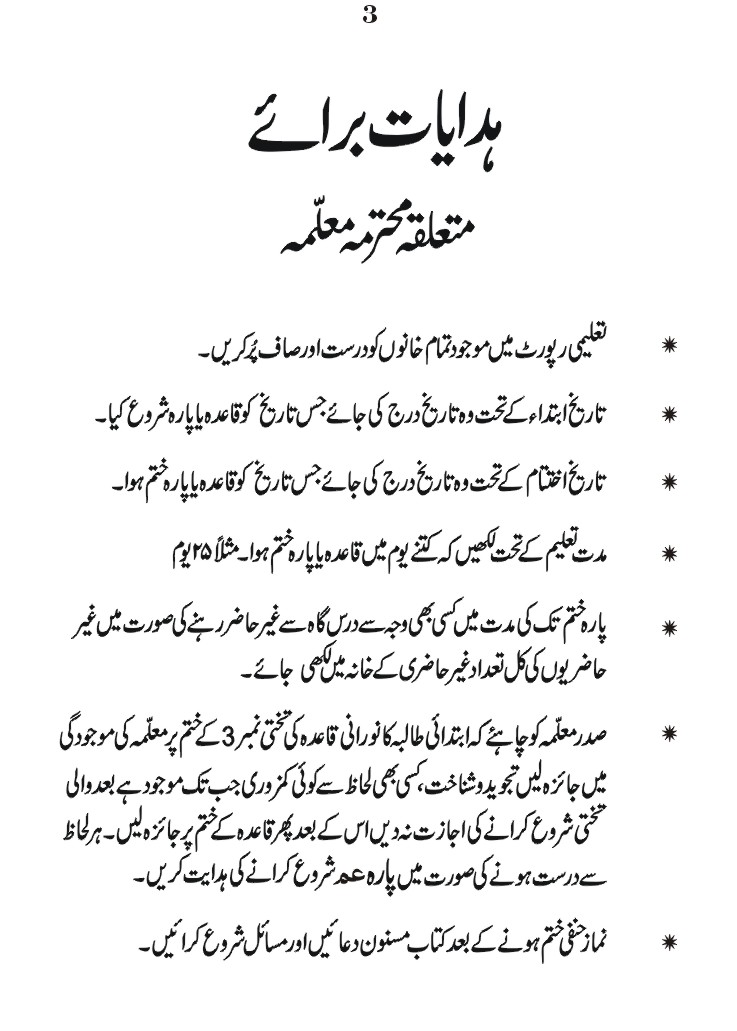 3
ہدایات برائے
متعلقہ محترمہ معلّمہ
تعلیمی رپورٹ میں موجود تمام خانوں کو درست اور صاف پُر کریں۔
تاریخ ابتداء کے تحت وہ تاریخ درج کی جائے جس تاریخ کو قاعدہ یا پارہ شروع کیا۔
تاریخ اختتام کے تحت وہ تاریخ درج کی جائے جس تاریخ کو قاعدہ یا پارہ ختم ہوا۔
مدت تعلیم کے تحت لکھیں کہ کتنے یوم میں قاعدہ یا پارہ ختم ہوا۔ مثلاً ۲۵ یوم
پارہ ختم تک کی مدت میں کسی بھی وجہ سے درس گاہ سے غیر حاضر رہنے کی صورت میں غیر
حاضریوں کی کل تعداد غیر حاضری کے خانہ میں لکھی جائے۔
صدر معلّمہ کو چاہئے کہ ابتدائی طالبہ کا نورانی قاعدہ کی تختی نمبر 3 کے ختم پر معلّمہ کی موجودگی
میں جائزہ لیں تجوید و شناخت، کسی بھی لحاظ سے کوئی کمزوری جب تک موجود ہے بعد والی
تختی شروع کرانے کی اجازت نہ دیں اس کے بعد پھر قاعدہ کے ختم پر جائزہ لیں۔ ہر لحاظ
سے درست ہونے کی صورت میں پارہ عم شروع کرانے کی ہدایت کریں۔
نماز حنفی ختم ہونے کے بعد کتاب مسنون دعائیں اور مسائل شروع کرائیں۔